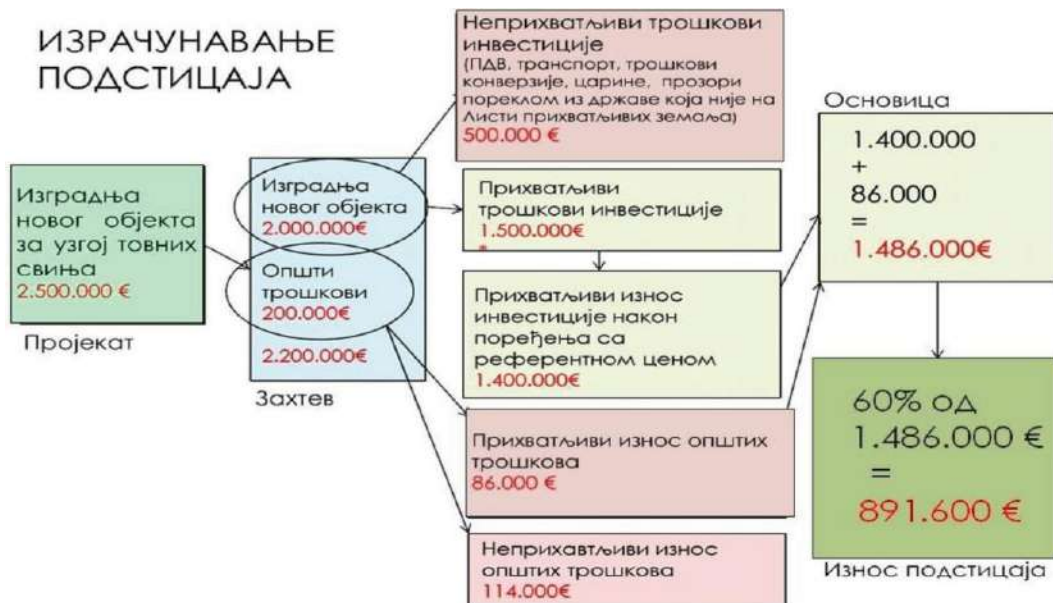 ИЗРАЧУНАВАЊЕ
ПОДСТИЦАЈА
Изградња
новог објекта
за узгој товних
свиња
2.500.000 €
Пројекат
Изградња
новог објекта
2.000.000€
Општи
трошкови
200.000€
2.200.000€
Захтев
Неприхватљиви трошкови
инвестиције
(ПДВ, транспорт, трошкови
конверзије, царине, прозори
пореклом из државе која није на
Листи прихватљивих земаља)
500.000 €
Прихватљиви
трошкови инвестиције
1.500.000€
*
Прихватљиви износ
инвестиције након
поређења са
референтном ценом
1.400.000€
Прихватљиви износ општих
трошкова
86.000 €
Неприхавтљиви износ
општих трошкова
114.000€
Основица
1.400.000
+
86.000
=
1.486.000€
60% од
1.486.000 €
=
891.600 €
Износ подстицаја